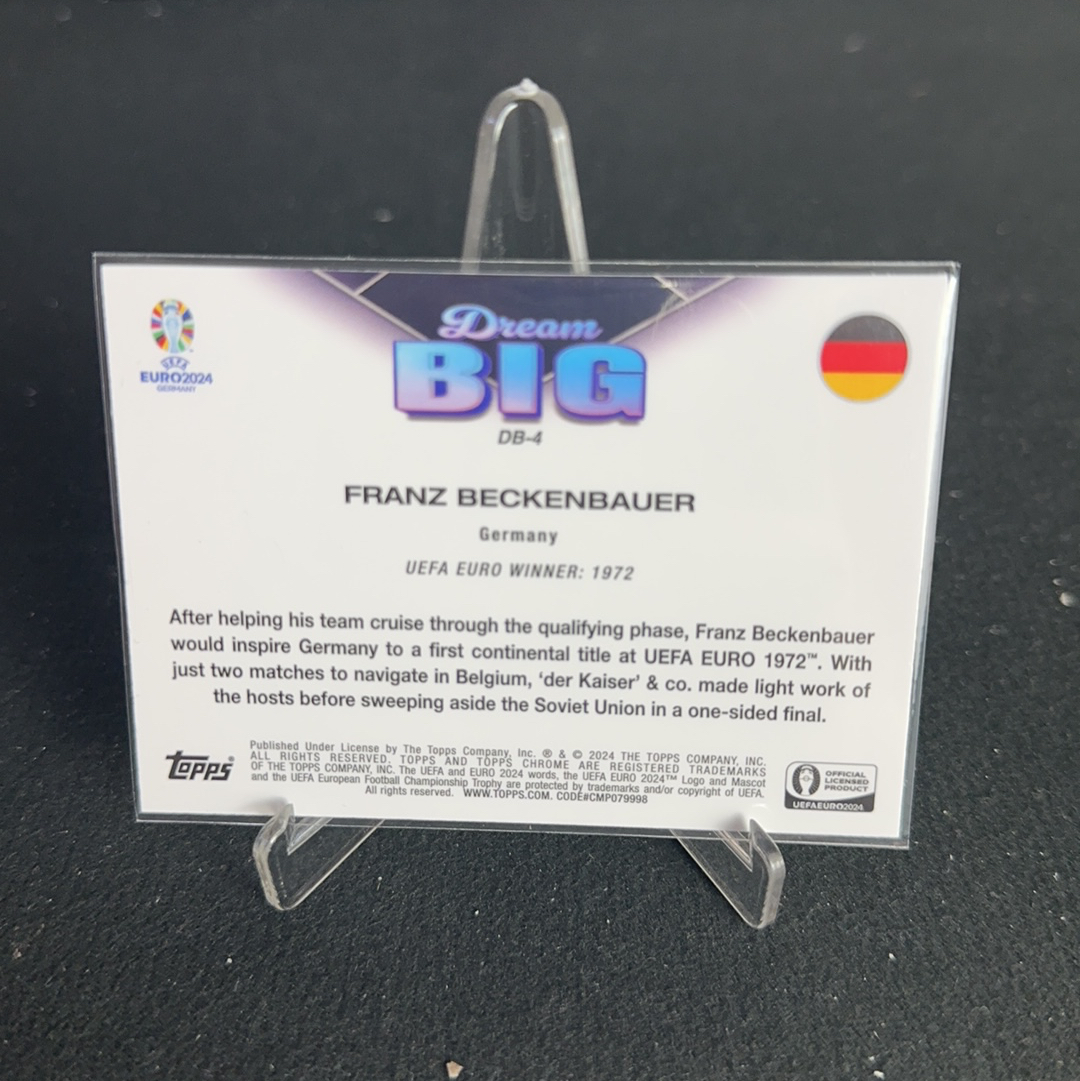 Dream
BIG
DB-4
UEFA
EURO2024
GERMANY
FRANZ BECKENBAUER
Germany
UEFA EURO WINNER: 1972
After helping his team cruise through the qualifying phase, Franz Beckenbauer
would inspire Germany to a first continental title at UEFA EURO 1972™. With
just two matches to navigate in Belgium, ‘der Kaiser’ & co. made light work of
the hosts before sweeping aside the Soviet Union in a one-sided final.
Topps®
Published Under License by The Topps Company, Inc. ® & © 2024 THE TOPPS COMPANY, INC.
ALL RIGHTS RESERVED. TOPPS AND TOPPS CHROME ARE REGISTERED TRADEMARKS
OF THE TOPPS COMPANY, INC. The UEFA and EURO 2024 words, the UEFA EURO 2024™ Logo and Mascot
and the UEFA European Football Championship Trophy are protected by trademarks and/or copyright of UEFA.
All rights reserved. WWW.TOPPS.COM. CODE#CMP079998
OFFICIAL
LICENSED
PRODUCT
UEFAEURO2024